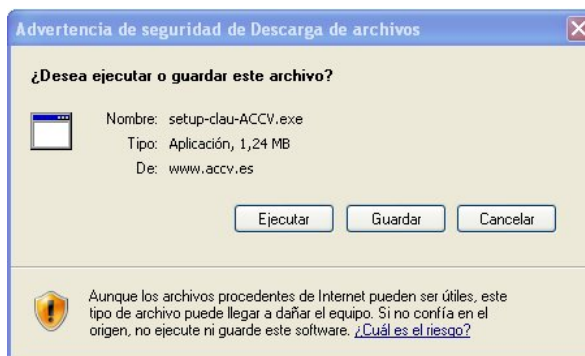 Advertencia de seguridad de Descarga de archivos
¿Desea ejecutar o guardar este archivo?
Nombre: setup-clau-ACCV.exe
Tipo: Aplicación, 1,24 MB
De: www.accv.es
Ejecutar Guardar Cancelar
Aunque los archivos procedentes de Internet pueden ser útiles, este
tipo de archivo puede llegar a dañar el equipo. Si no confía en el
origen, no ejecute ni guarde este software. ¿Cuál es el riesgo?